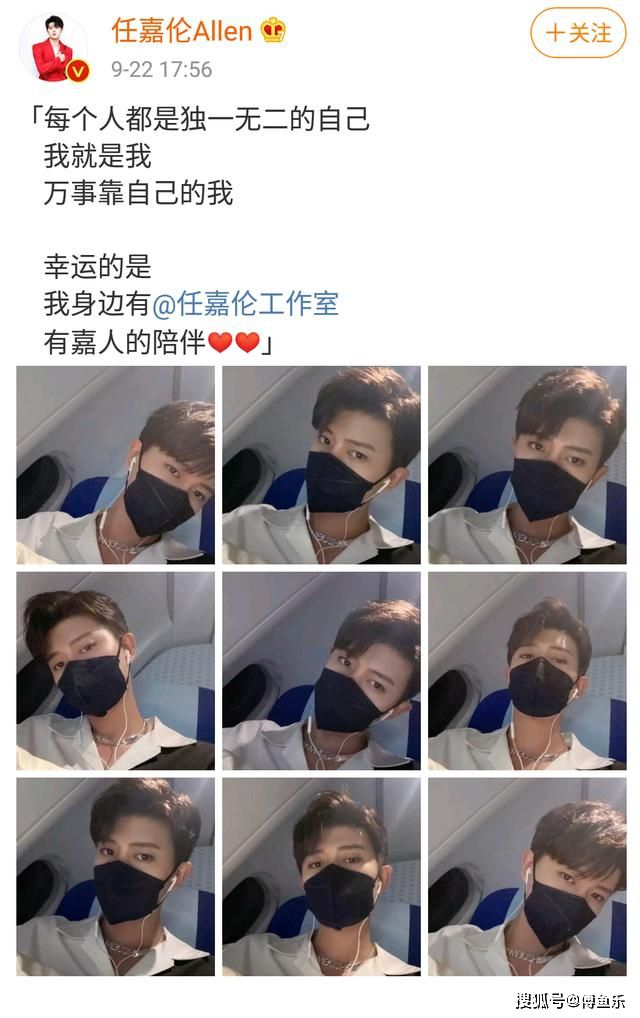 任嘉伦Allen
+关注
9-22 17:56
「每个人都是独一无二的自己
我就是我
万事靠自己的我
幸运的是
我身边有@任嘉伦工作室
有嘉人的陪伴❤️❤️」
搜狐号@博鱼乐